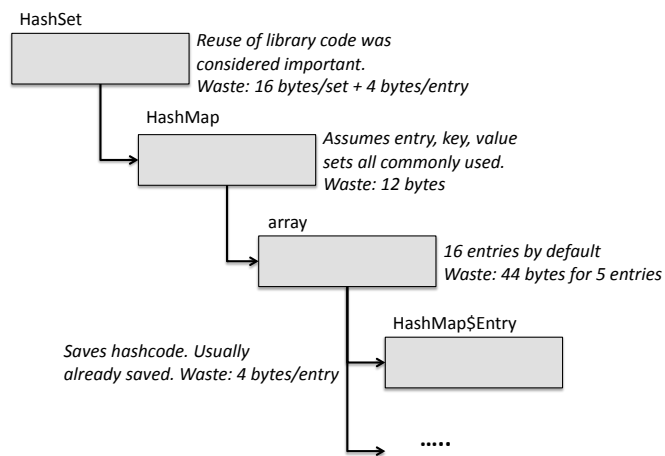 HashSet
Reuse of library code was
considered important.
Waste: 16 bytes/set + 4 bytes/entry
HashMap
Assumes entry, key, value
sets all commonly used.
Waste: 12 bytes
array
16 entries by default
Waste: 44 bytes for 5 entries
HashMap$Entry
Saves hashcode. Usually
already saved. Waste: 4 bytes/entry
.....